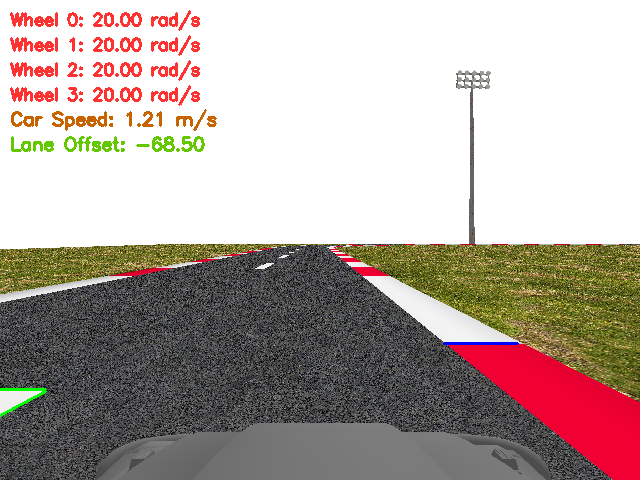 Wheel 0: 20.00 rad/s
Wheel 1: 20.00 rad/s
Wheel 2: 20.00 rad/s
Wheel 3: 20.00 rad/s
Car Speed: 1.21 m/s
Lane Offset: -68.50